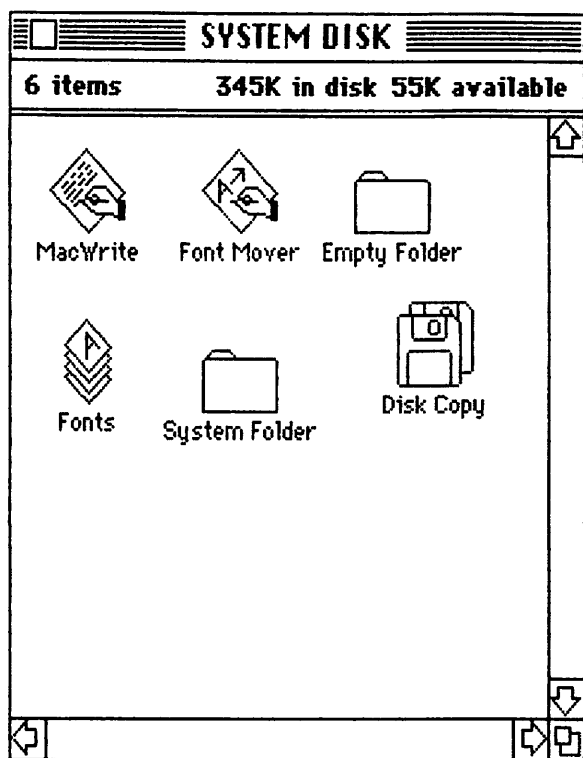 SYSTEM DISK
6 items 345K in disk 55K available
MacWrite Font Mover Empty Folder
Fonts System Folder Disk Copy